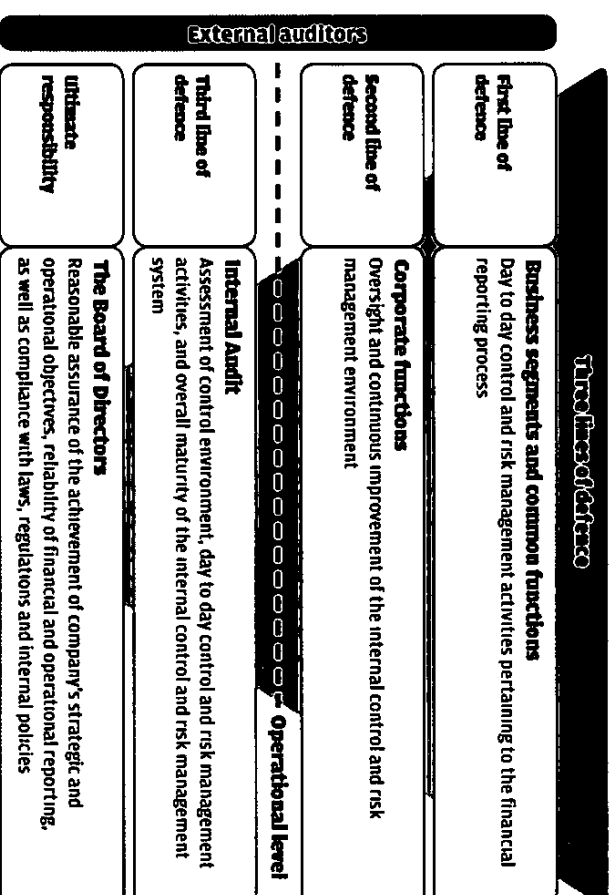 Three lines of defence
External auditors
First line of
defence
Business segments and common functions
Day to day control and risk management activities pertaining to the financial
reporting process
Second line of
defence
Corporate functions
Oversight and continuous improvement of the internal control and risk
management environment
Operational level
Third line of
defence
Internal Audit
Assessment of control environment, day to day control and risk management
activities, and overall maturity of the internal control and risk management
system
Ultimate
responsibility
The Board of Directors
Reasonable assurance of the achievement of company's strategic and
operational objectives, reliability of financial and operational reporting,
as well as compliance with laws, regulations and internal policies